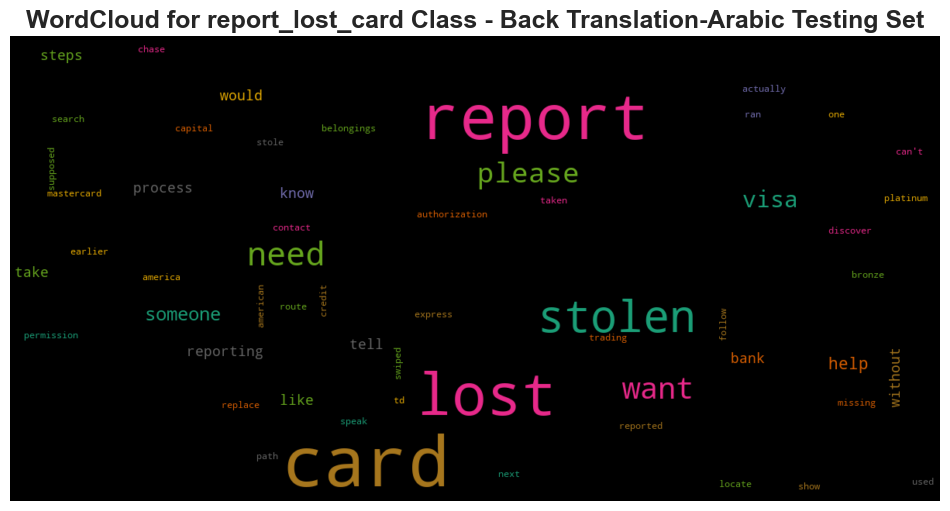 WordCloud for report_lost_card Class - Back Translation-Arabic Testing Set
steps
chase
would
search
capital
belongings
stole
supposed
report
actually
ran
one
can't
please
process
know
mastercard
taken
visa
platinum
authorization
contact
discover
need
earlier
take
america
bronze
american
route
credit
someone
express
stolen
follow
trading
permission
reporting
tell
swiped
bank
help
without
lost
want
replace
like
td
missing
speak
reported
card
path
next
locate
show
used